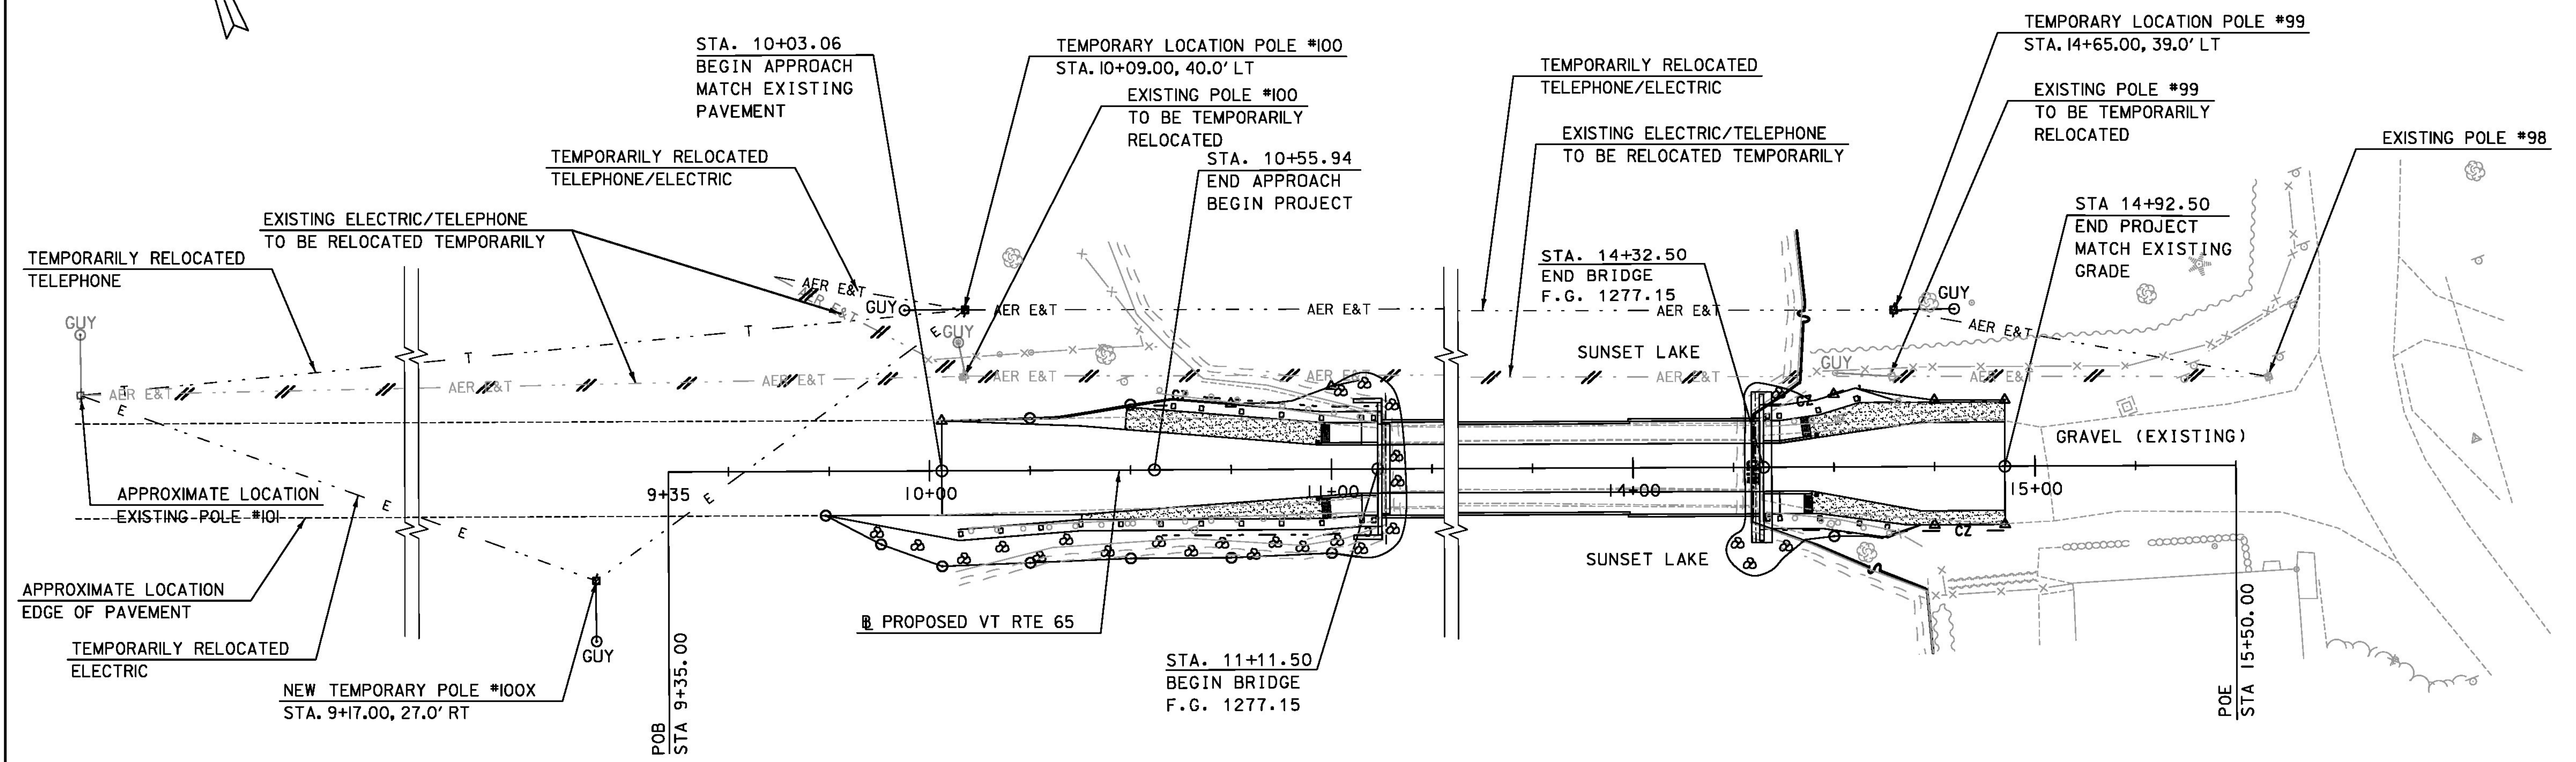 STA. 10+03.06
BEGIN APPROACH
MATCH EXISTING
PAVEMENT
TEMPORARY LOCATION POLE #100
STA. 10+09.00, 40.0' LT
EXISTING POLE #100
TO BE TEMPORARILY
RELOCATED
STA. 10+55.94
END APPROACH
BEGIN PROJECT
TEMPORARILY RELOCATED
TELEPHONE/ELECTRIC
EXISTING ELECTRIC/TELEPHONE
TO BE RELOCATED TEMPORARILY
TEMPORARY LOCATION POLE #99
STA. 14+65.00, 39.0' LT
EXISTING POLE #99
TO BE TEMPORARILY
RELOCATED
EXISTING POLE #98
STA 14+92.50
END PROJECT
MATCH EXISTING
GRADE
TEMPORARILY RELOCATED
TELEPHONE/ELECTRIC
EXISTING ELECTRIC/TELEPHONE
TO BE RELOCATED TEMPORARILY
TEMPORARILY RELOCATED
TELEPHONE
STA. 14+32.50
END BRIDGE
F.G. 1277.15
AER E&T
AER E&T
GUY
AER E&T
AER E&T
AER E&T
GUY
AER E&T
GUY
T
T
E
GUY
SUNSET LAKE
GUY
T
AER E&T
AER E&T
AER E&T
AER E&T
AER E&T
AER E&T
AER E&T
AER E&T
E
CZ
CZ
GRAVEL (EXISTING)
APPROXIMATE LOCATION
EXISTING POLE #101
E
E
E
E
9+35
10+00
11+00
14+00
15+00
CZ
SUNSET LAKE
APPROXIMATE LOCATION
EDGE OF PAVEMENT
TEMPORARILY RELOCATED
ELECTRIC
GUY
NEW TEMPORARY POLE #100X
STA. 9+17.00, 27.0' RT
POB
STA 9+35.00
BL PROPOSED VT RTE 65
STA. 11+11.50
BEGIN BRIDGE
F.G. 1277.15
POE
STA 15+50.00